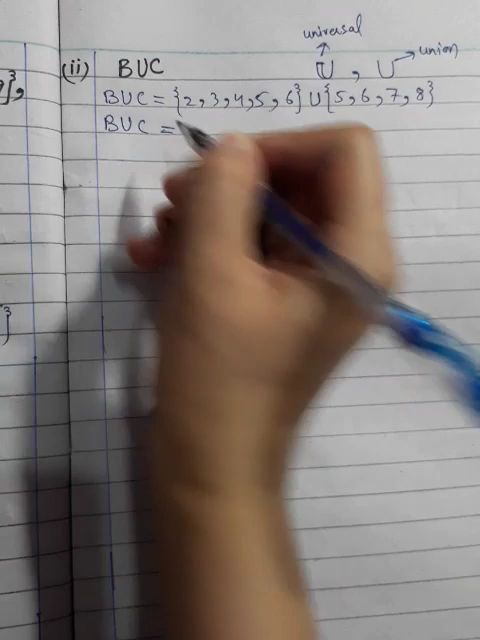 universal
U , U union
(ii) BUC
BUC = {2,3,4,5,6} U {5,6,7,8}
BUC =
},
}